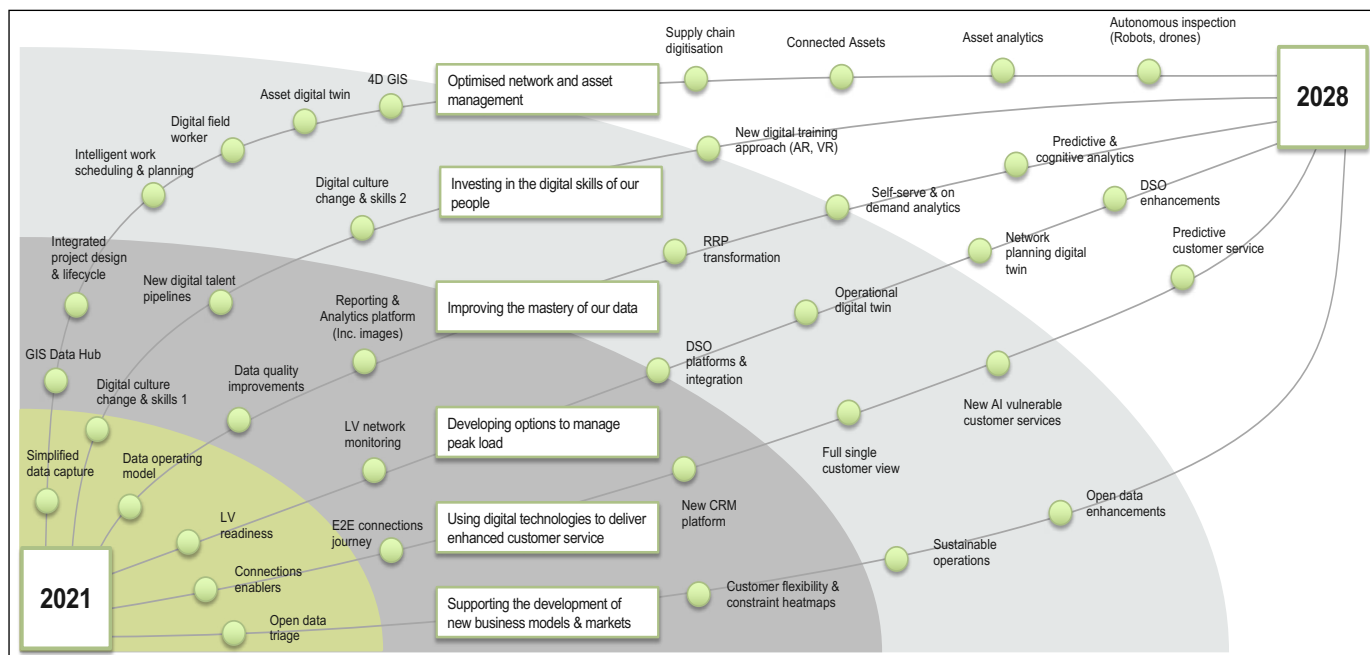 Supply chain
digitisation
Connected Assets
Asset analytics
Autonomous inspection
(Robots, drones)
4D GIS
Optimised network and asset
management
2028
Asset digital twin
Digital field
worker
Intelligent work
scheduling & planning
New digital training
approach (AR, VR)
Predictive &
cognitive analytics
Digital culture
change & skills 2
Investing in the digital skills of our
people
Self-serve & on
demand analytics
DSO
enhancements
Integrated
project design
& lifecycle
New digital talent
pipelines
RRP
transformation
Network
planning digital
twin
Predictive
customer service
Reporting &
Analytics platform
(Inc. images)
Improving the mastery of our data
Operational
digital twin
GIS Data Hub
Digital culture
change & skills 1
Data quality
improvements
DSO
platforms &
integration
New AI vulnerable
customer services
Simplified
data capture
Data operating
model
LV network
monitoring
Developing options to manage
peak load
Full single
customer view
LV
readiness
E2E connections
journey
Using digital technologies to deliver
enhanced customer service
New CRM
platform
Open data
enhancements
2021
Connections
enablers
Sustainable
operations
Open data
triage
Supporting the development of
new business models & markets
Customer flexibility &
constraint heatmaps